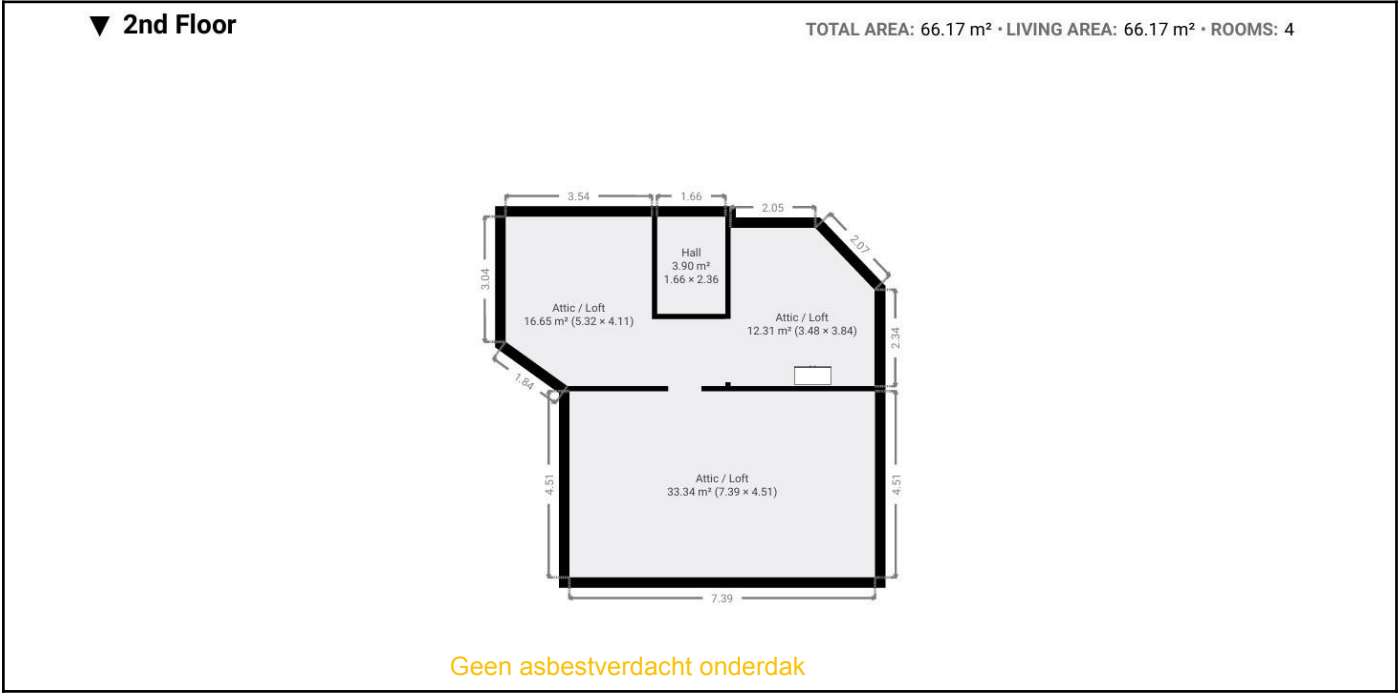 ▼ 2nd Floor
TOTAL AREA: 66.17 m² · LIVING AREA: 66.17 m² · ROOMS: 4
3.54
1.66
2.05
2.07
Hall
3.90 m²
1.66 × 2.36
3.04
Attic / Loft
16.65 m² (5.32 × 4.11)
Attic / Loft
12.31 m² (3.48 × 3.84)
2.34
1.84
4.51
Attic / Loft
33.34 m² (7.39 × 4.51)
4.51
7.39
Geen asbestverdacht onderdak